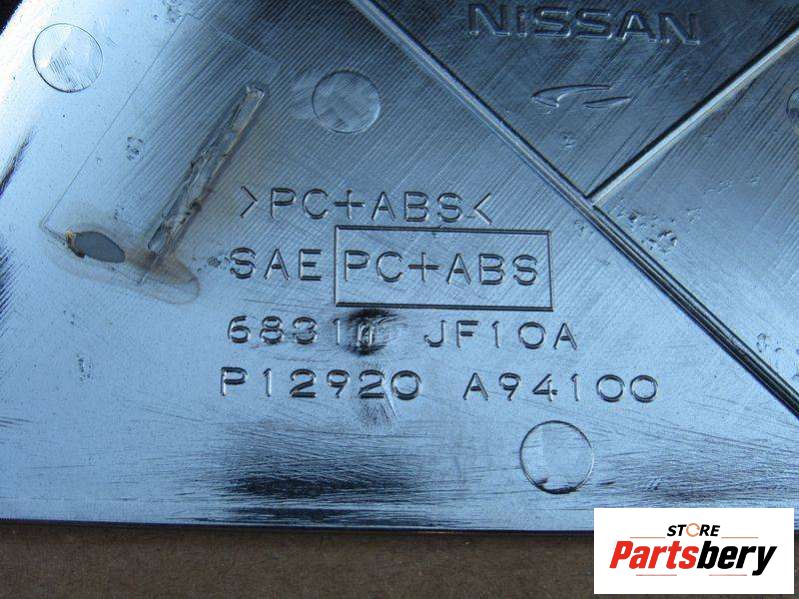 NISSAN
>PC+ABS<
SAE PC+ABS
JF10A
P12920 A94100
STORE
Partsbery